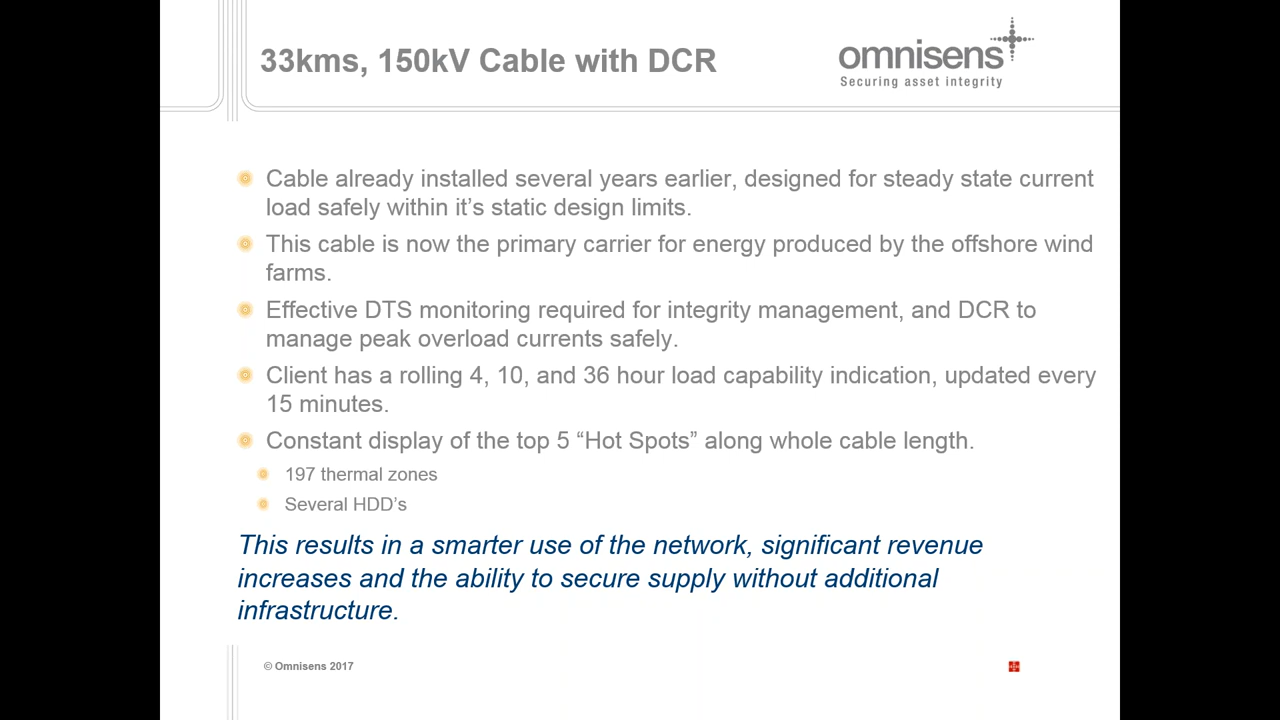 33kms, 150kV Cable with DCR
omnisens
Securing asset integrity
Cable already installed several years earlier, designed for steady state current
load safely within it’s static design limits.
This cable is now the primary carrier for energy produced by the offshore wind
farms.
Effective DTS monitoring required for integrity management, and DCR to
manage peak overload currents safely.
Client has a rolling 4, 10, and 36 hour load capability indication, updated every
15 minutes.
Constant display of the top 5 “Hot Spots” along whole cable length.
197 thermal zones
Several HDD’s
This results in a smarter use of the network, significant revenue
increases and the ability to secure supply without additional
infrastructure.
© Omnisens 2017